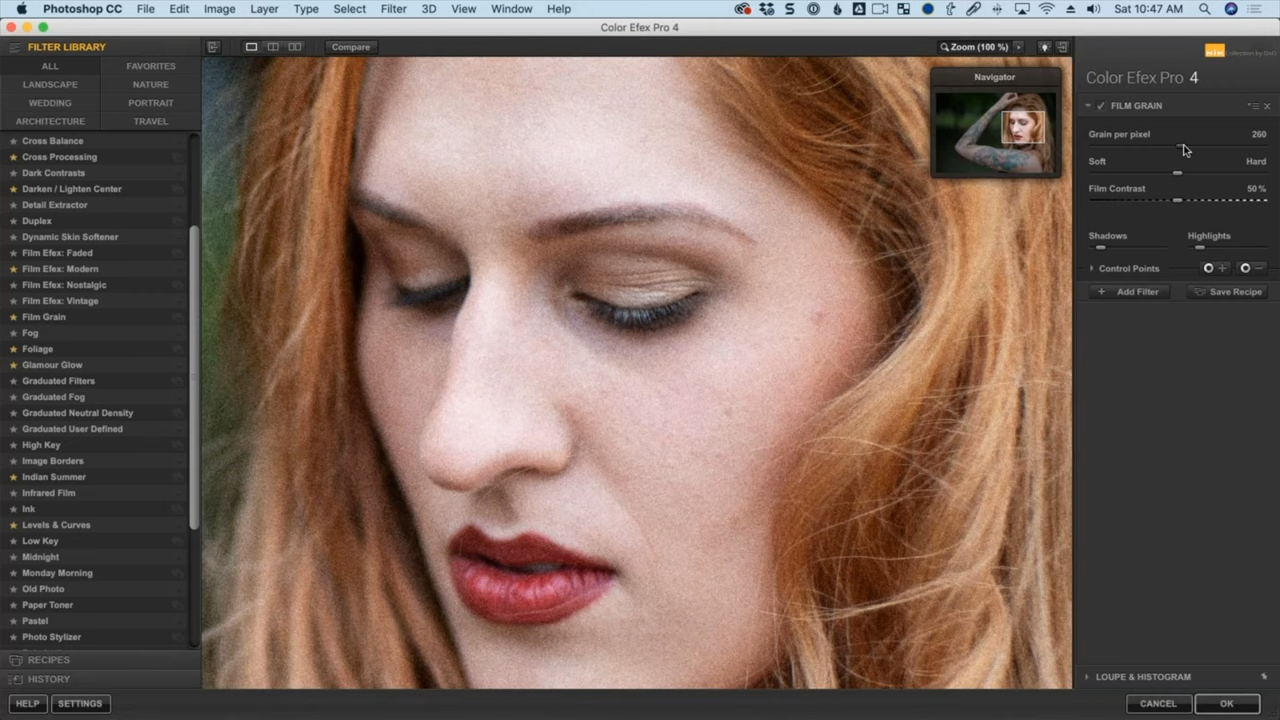 Photoshop CC File Edit Image Layer Type Select Filter 3D View Window Help Sat 10:47 AM
Color Efex Pro 4
FILTER LIBRARY
Compare
Zoom (100 %)
ALL FAVORITES
LANDSCAPE NATURE
WEDDING PORTRAIT
ARCHITECTURE TRAVEL
Cross Balance
Cross Processing
Dark Contrasts
Darken / Lighten Center
Detail Extractor
Duplex
Dynamic Skin Softener
Film Efex: Faded
Film Efex: Modern
Film Efex: Nostalgic
Film Efex: Vintage
Film Grain
Fog
Foliage
Glamour Glow
Graduated Filters
Graduated Fog
Graduated Neutral Density
Graduated User Defined
High Key
Image Borders
Indian Summer
Infrared Film
Ink
Levels & Curves
Low Key
Midnight
Monday Morning
Old Photo
Paper Toner
Pastel
Photo Stylizer
RECIPES
HISTORY
HELP SETTINGS
Navigator
Color Efex Pro 4
FILM GRAIN
Grain per pixel 260
Soft Hard
Film Contrast 50 %
Shadows Highlights
Control Points
Add Filter Save Recipe
LOUPE & HISTOGRAM
CANCEL OK